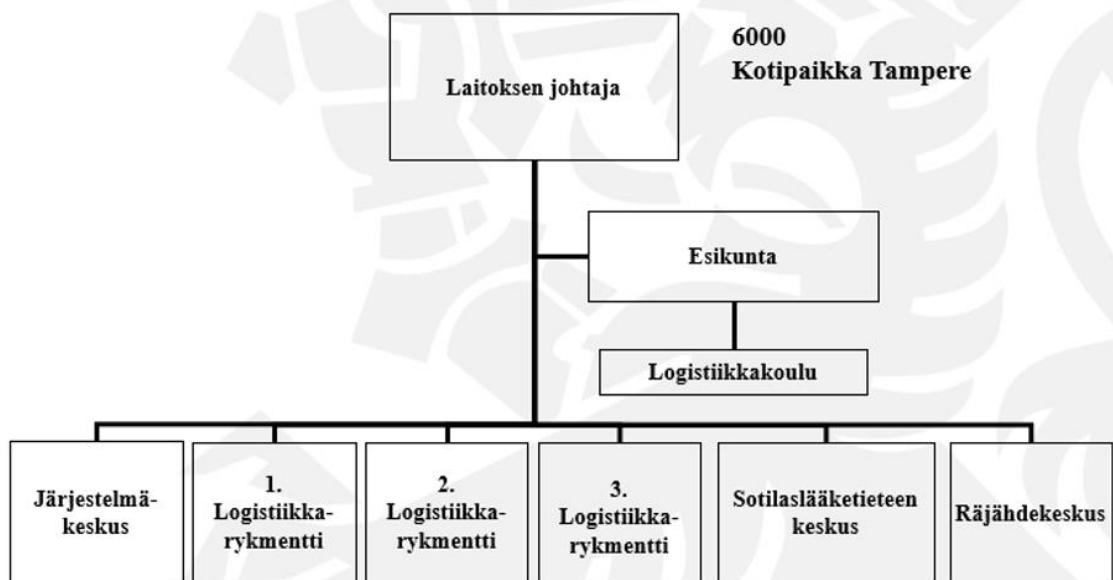 Laitoksen johtaja
6000
Kotipaikka Tampere
Esikunta
Logistiikkakoulu
Järjestelmä-
keskus
1.
Logistiikka-
rykmentti
2.
Logistiikka-
rykmentti
3.
Logistiikka-
rykmentti
Sotilaslääketieteen
keskus
Räjähdekeskus